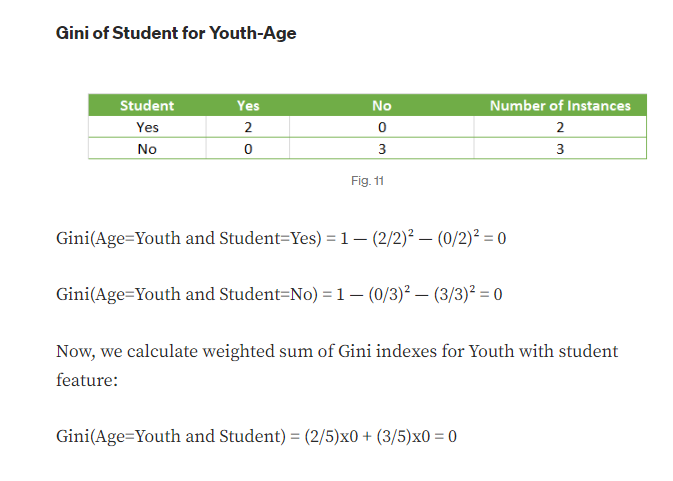 Gini of Student for Youth-Age
Student Yes No Number of Instances
Yes 2 0 2
No 0 3 3
Fig. 11
Gini(Age=Youth and Student=Yes) = 1 — (2/2)² — (0/2)² = 0
Gini(Age=Youth and Student=No) = 1 — (0/3)² — (3/3)² = 0
Now, we calculate weighted sum of Gini indexes for Youth with student
feature:
Gini(Age=Youth and Student) = (2/5)x0 + (3/5)x0 = 0